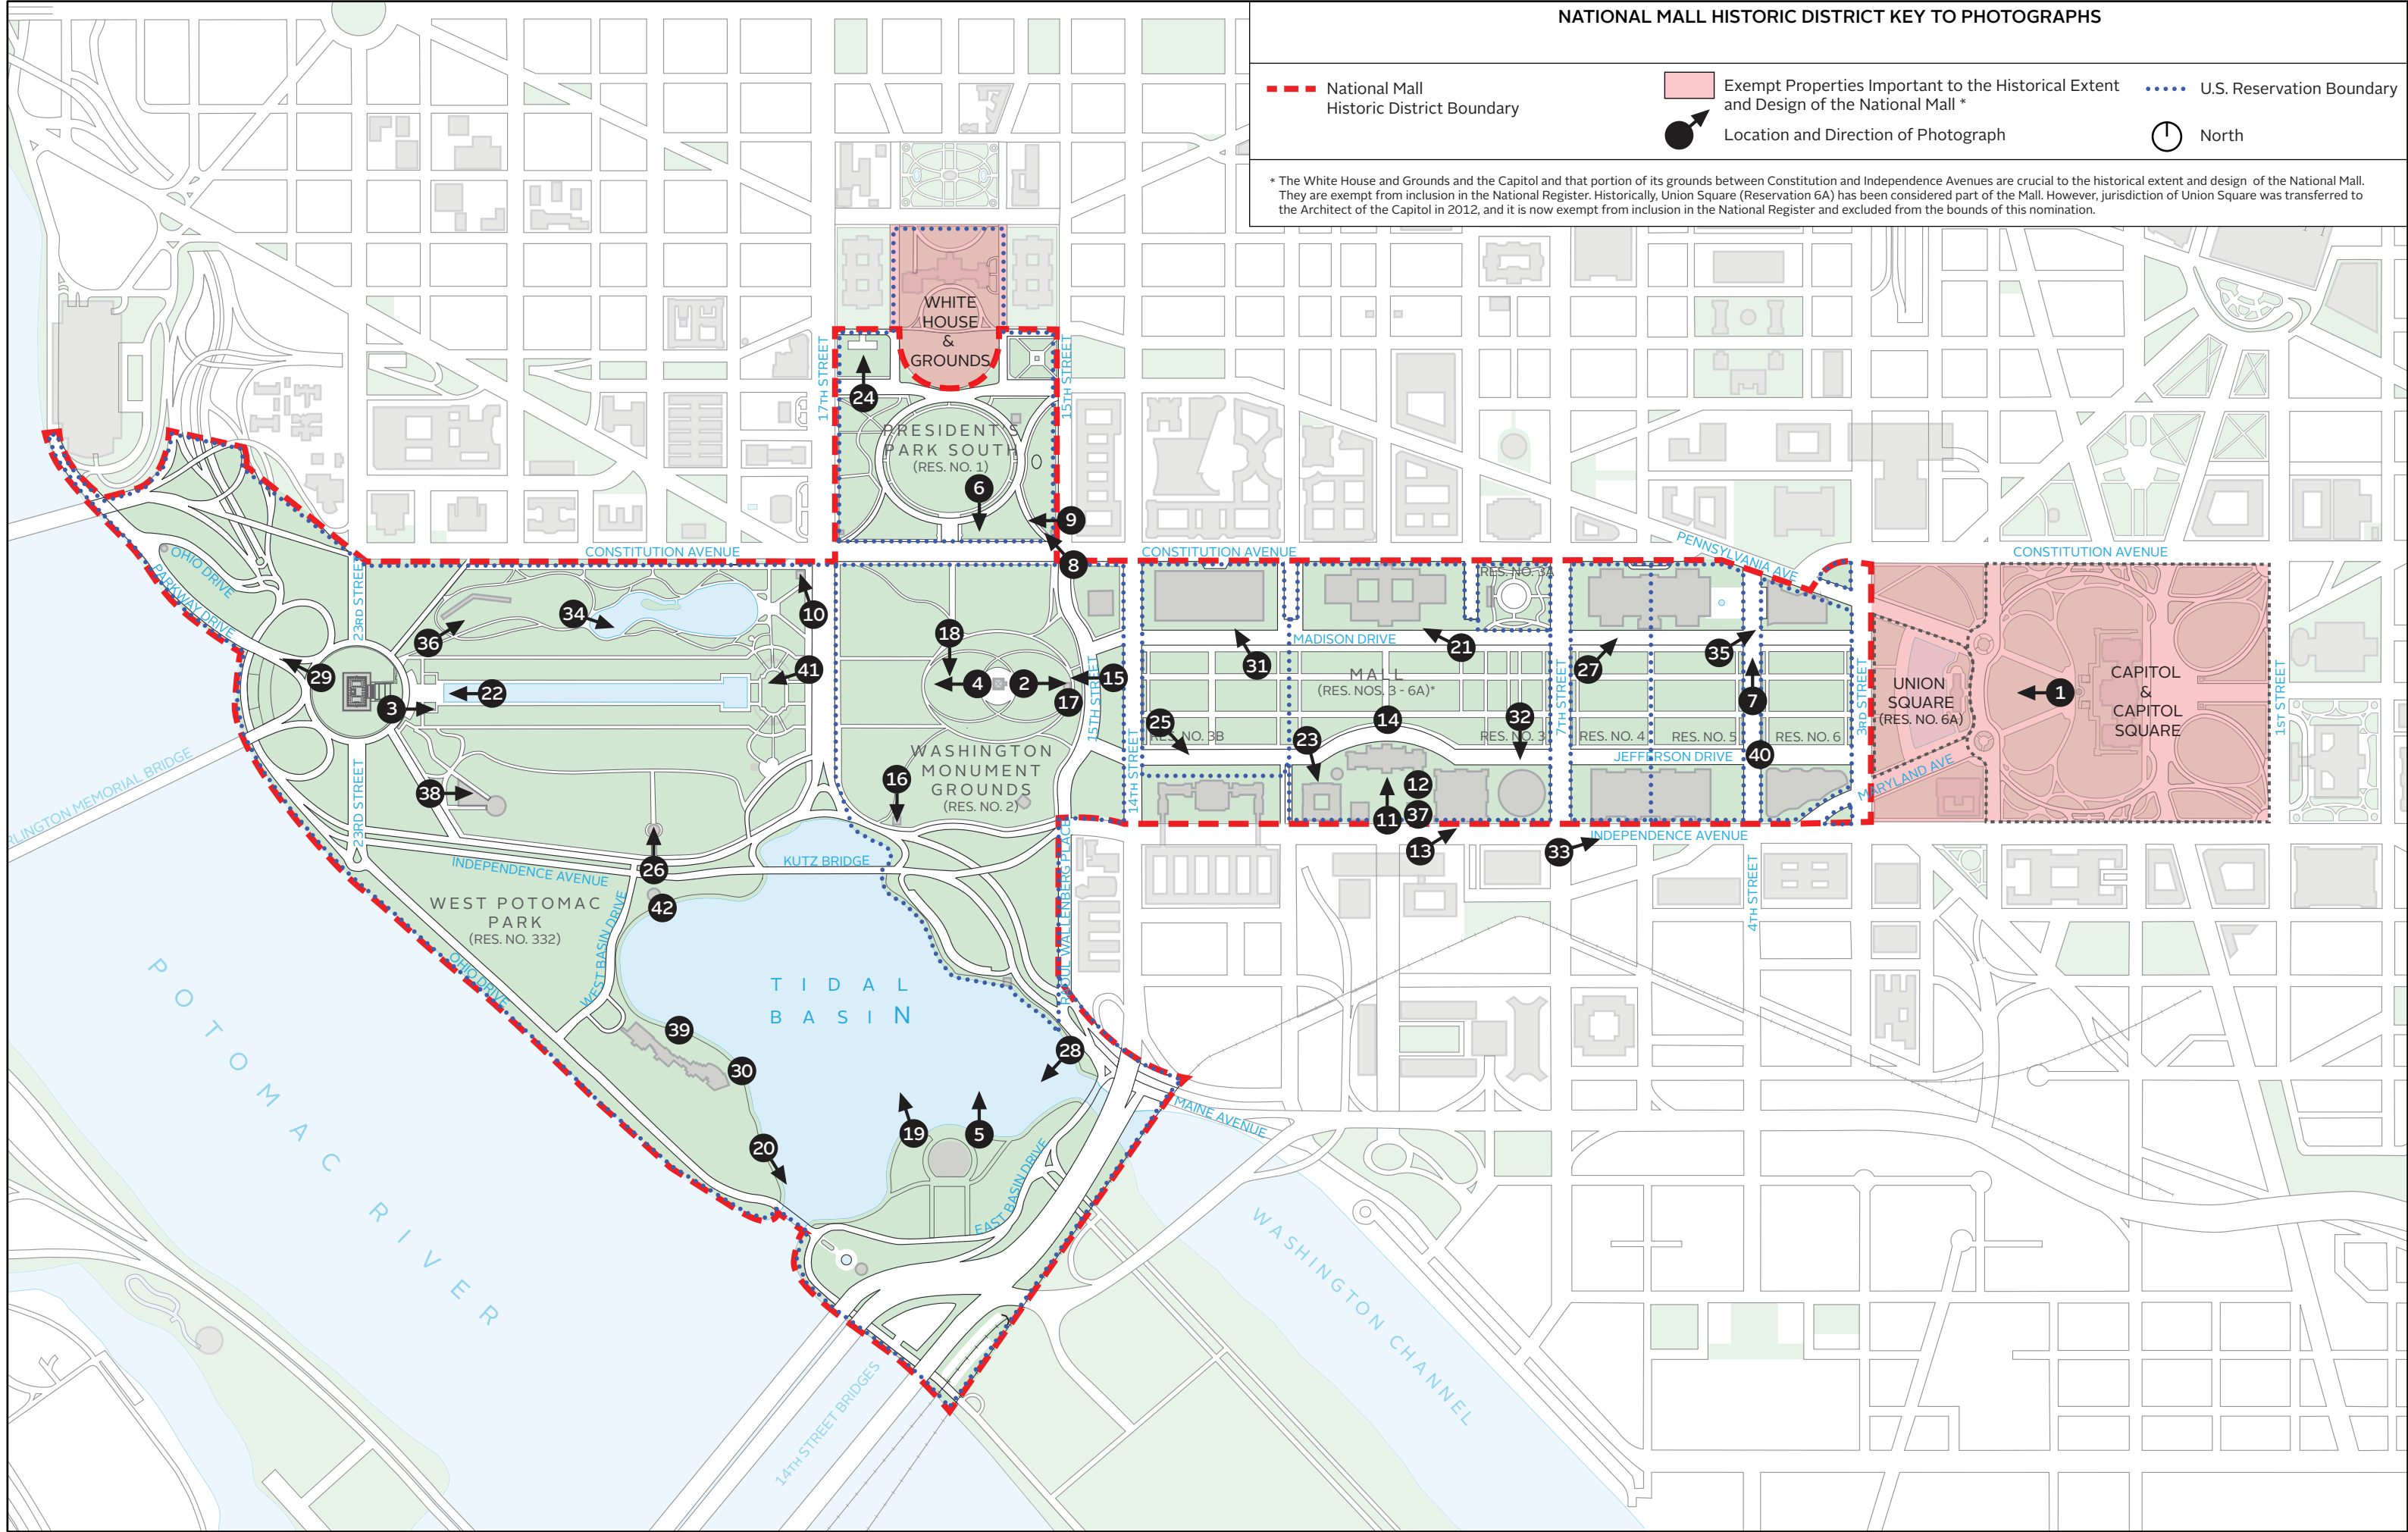 NATIONAL MALL HISTORIC DISTRICT KEY TO PHOTOGRAPHS
National Mall
Historic District Boundary
Exempt Properties Important to the Historical Extent
and Design of the National Mall *
Location and Direction of Photograph
U.S. Reservation Boundary
North
* The White House and Grounds and the Capitol and that portion of its grounds between Constitution and Independence Avenues are crucial to the historical extent and design of the National Mall.
They are exempt from inclusion in the National Register. Historically, Union Square (Reservation 6A) has been considered part of the Mall. However, jurisdiction of Union Square was transferred to
the Architect of the Capitol in 2012, and it is now exempt from inclusion in the National Register and excluded from the bounds of this nomination.
WHITE
HOUSE
&
GROUNDS
17TH STREET
15TH STREET
24
PRESIDENT'S
PARK SOUTH
(RES. NO. 1)
6
9
8
CONSTITUTION AVENUE
CONSTITUTION AVENUE
PENNSYLVANIA AVE
CONSTITUTION AVENUE
OHIO DRIVE
PARKWAY DRIVE
23RD STREET
34
10
36
18
RES. NO. 3A
MADISON DRIVE
31
21
27
35
29
41
22
3
4
2
15
17
15TH STREET
MALL
(RES. NOS. 3 - 6A)*
7TH STREET
7
3RD STREET
UNION
SQUARE
(RES. NO. 6A)
1
CAPITOL
&
CAPITOL
SQUARE
1ST STREET
25
14
32
23
RES. NO. 3B
RES. NO. 3
RES. NO. 4
RES. NO. 5
RES. NO. 6
40
JEFFERSON DRIVE
MARYLAND AVE
WASHINGTON
MONUMENT
GROUNDS
(RES. NO. 2)
14TH STREET
16
12
11
37
38
13
33
INDEPENDENCE AVENUE
ARLINGTON MEMORIAL BRIDGE
23RD STREET
INDEPENDENCE AVENUE
26
KUTZ BRIDGE
42
WEST POTOMAC
PARK
(RES. NO. 332)
WEST BASIN DRIVE
OHIO DRIVE
RAOUL WALLENBERG PLACE
4TH STREET
TIDAL
BASIN
39
30
28
19
5
20
EAST BASIN DRIVE
MAINE AVENUE
POTOMAC RIVER
WASHINGTON CHANNEL
14TH STREET BRIDGES